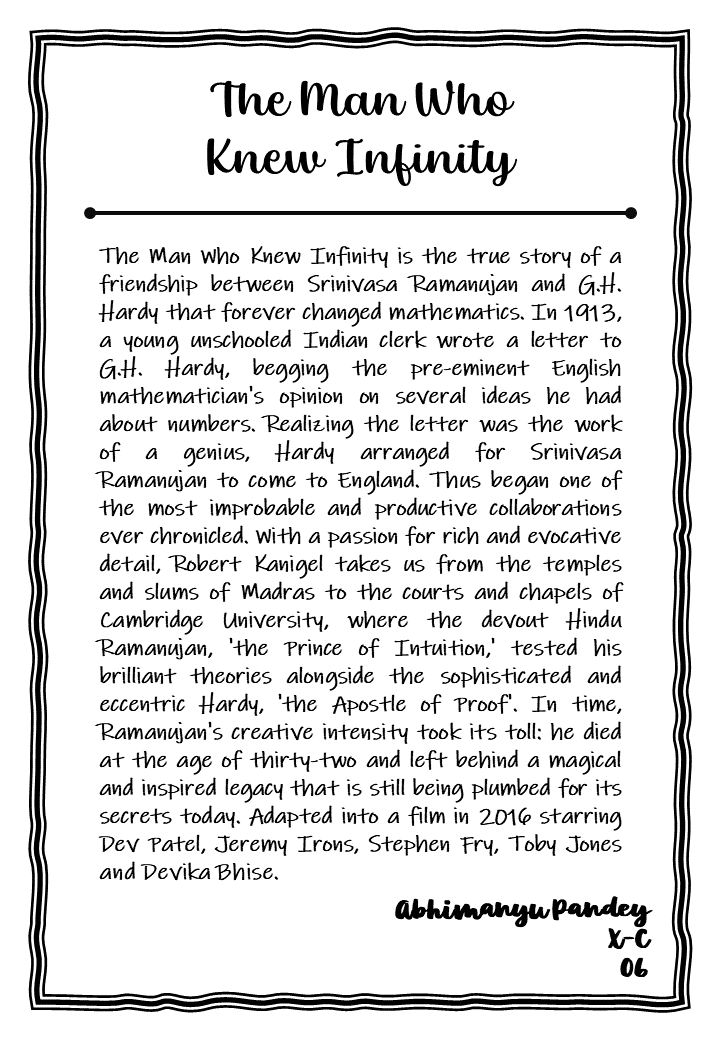 The Man Who
Knew Infinity
The Man Who Knew Infinity is the true story of a
friendship between Srinivasa Ramanujan and G.H.
Hardy that forever changed mathematics. In 1913,
a young unschooled Indian clerk wrote a letter to
G.H. Hardy, begging the pre-eminent English
mathematician's opinion on several ideas he had
about numbers. Realizing the letter was the work
of a genius, Hardy arranged for Srinivasa
Ramanujan to come to England. Thus began one of
the most improbable and productive collaborations
ever chronicled. With a passion for rich and evocative
detail, Robert Kanigel takes us from the temples
and slums of Madras to the courts and chapels of
Cambridge University, where the devout Hindu
Ramanujan, 'the Prince of Intuition,' tested his
brilliant theories alongside the sophisticated and
eccentric Hardy, 'the Apostle of Proof'. In time,
Ramanujan's creative intensity took its toll: he died
at the age of thirty-two and left behind a magical
and inspired legacy that is still being plumbed for its
secrets today. Adapted into a film in 2016 starring
Dev Patel, Jeremy Irons, Stephen Fry, Toby Jones
and Devika Bhise.
Abhimanyu Pandey
X-C
06